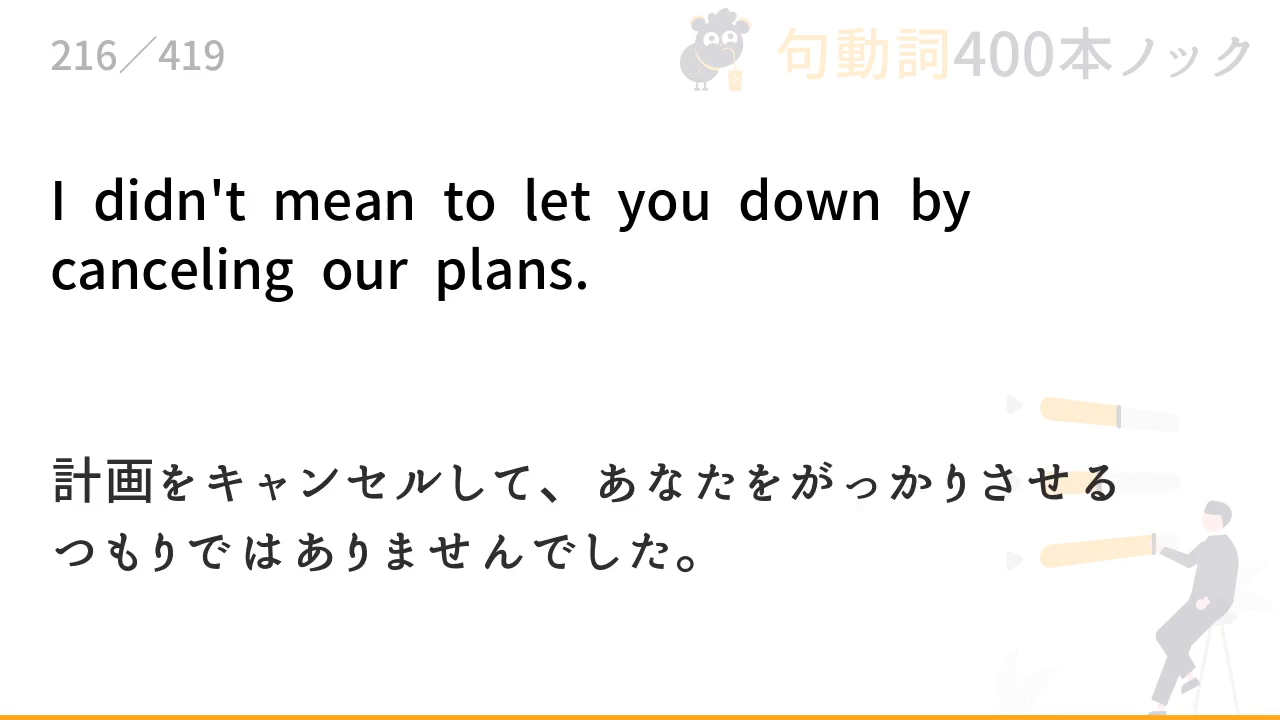 216／419
句動詞400本ノック
I didn't mean to let you down by
canceling our plans.
計画をキャンセルして、あなたをがっかりさせる
つもりではありませんでした。